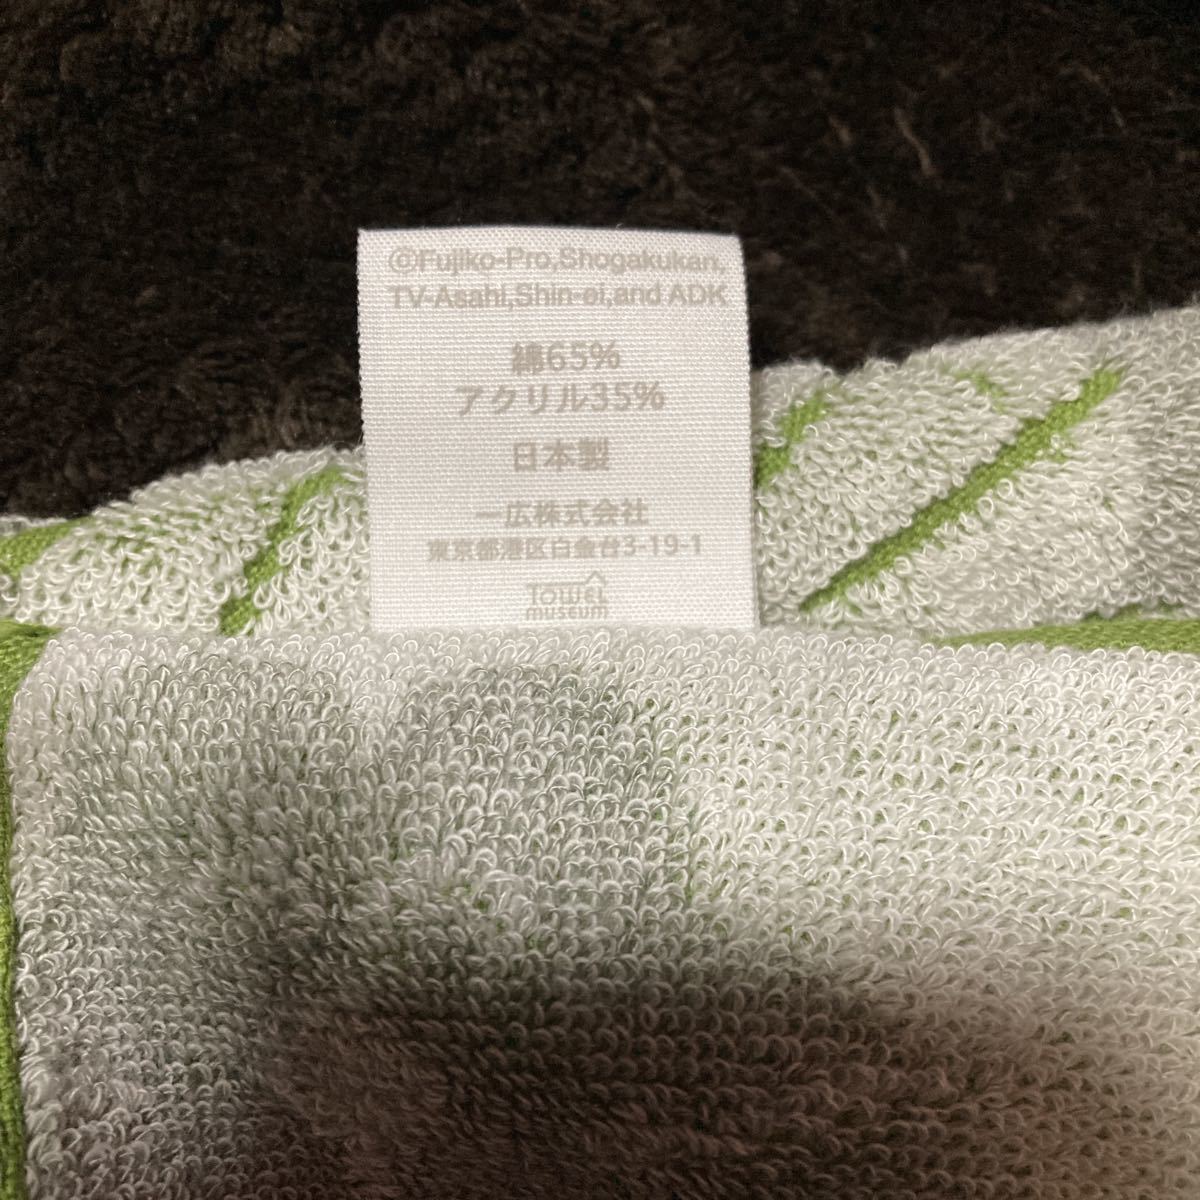 ©Fujiko-Pro,Shogakukan,
TV-Asahi,Shin-ei,and ADK
綿65%
アクリル35%
日本製
一広株式会社
東京都港区白金台3-19-1
TOWEL
museum